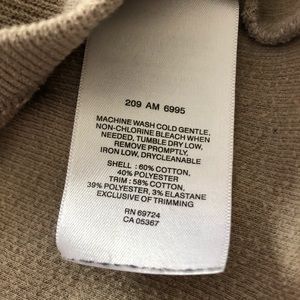 209 AM 6995
MACHINE WASH COLD GENTLE,
NON-CHLORINE BLEACH WHEN
NEEDED, TUMBLE DRY LOW,
REMOVE PROMPTLY,
IRON LOW, DRYCLEANABLE
SHELL : 60% COTTON,
40% POLYESTER
TRIM : 58% COTTON,
39% POLYESTER, 3% ELASTANE
EXCLUSIVE OF TRIMMING
RN 69724
CA 05367